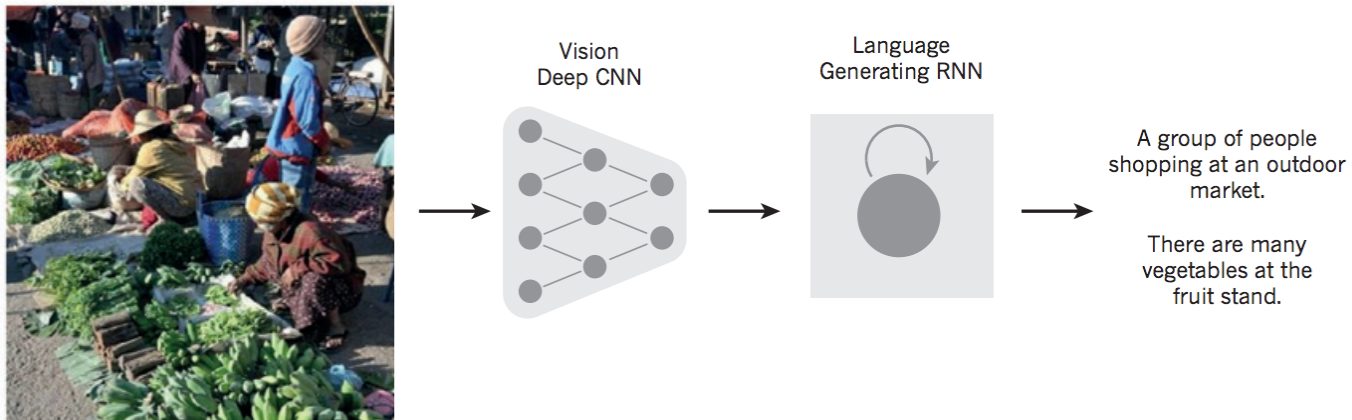 Vision
Deep CNN
Language
Generating RNN
A group of people
shopping at an outdoor
market.
There are many
vegetables at the
fruit stand.